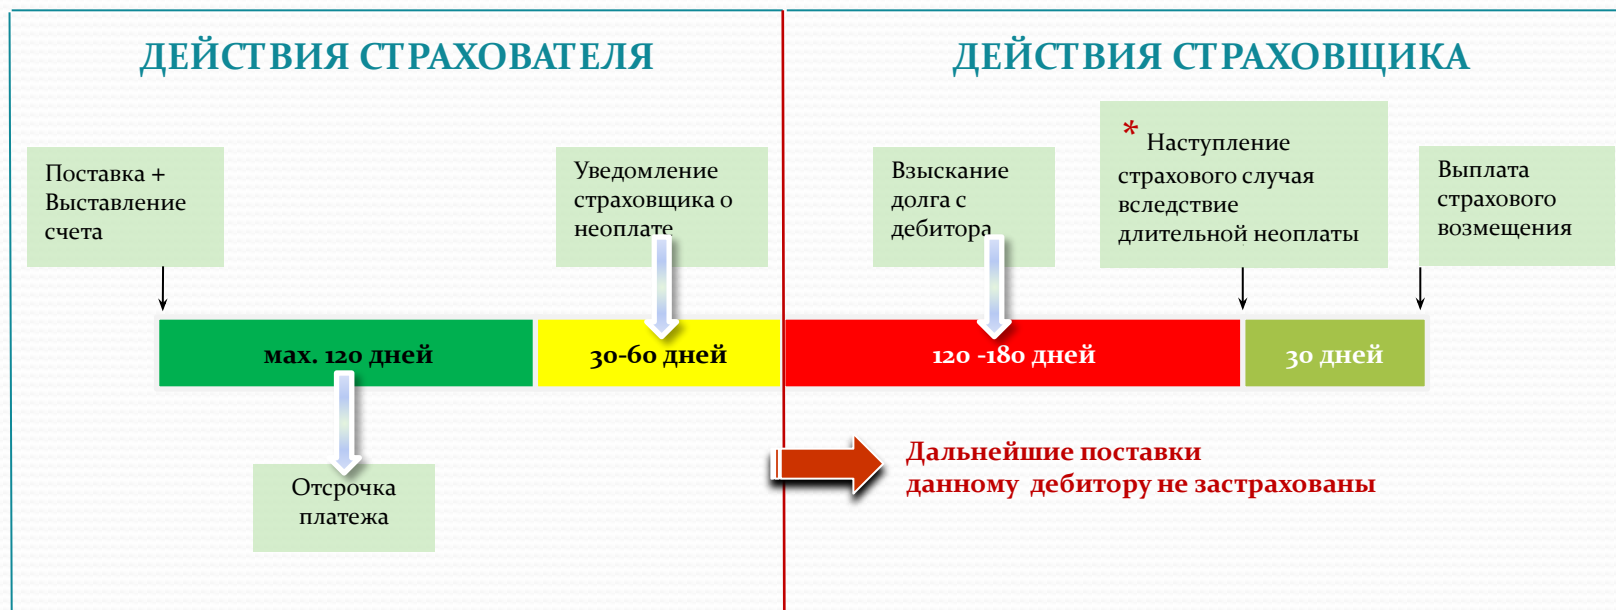 ДЕЙСТВИЯ СТРАХОВАТЕЛЯ
ДЕЙСТВИЯ СТРАХОВЩИКА
Поставка +
Выставление
счета
Уведомление
страховщика о
неоплате
Взыскание
долга с
дебитора
* Наступление
страхового случая
вследствие
длительной неоплаты
Выплата
страхового
возмещения
мах. 120 дней
30-60 дней
120 -180 дней
30 дней
Отсрочка
платежа
Дальнейшие поставки
данному дебитору не застрахованы